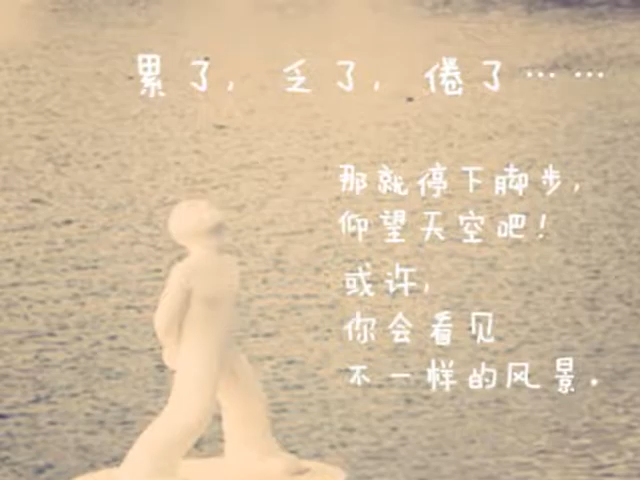 累了，乏了，倦了……
那就停下脚步，
仰望天空吧！
或许，
你会看见
不一样的风景。